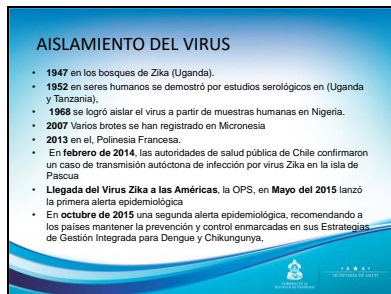 AISLAMIENTO DEL VIRUS
• 1947 en los bosques de Zika (Uganda).
• 1952 en seres humanos se demostró por estudios serológicos en (Uganda
y Tanzania),
• 1968 se logró aislar el virus a partir de muestras humanas en Nigeria.
• 2007 Varios brotes se han registrado en Micronesia
• 2013 en el, Polinesia Francesa.
• En febrero de 2014, las autoridades de salud pública de Chile confirmaron
un caso de transmisión autóctona de infección por virus Zika en la isla de
Pascua
• Llegada del Virus Zika a las Américas, la OPS, en Mayo del 2015 lanzó
la primera alerta epidemiológica
• En octubre de 2015 una segunda alerta epidemiológica, recomendando a
los países mantener la prevención y control enmarcadas en sus Estrategias
de Gestión Integrada para Dengue y Chikungunya,
SECRETARÍA DE SALUD